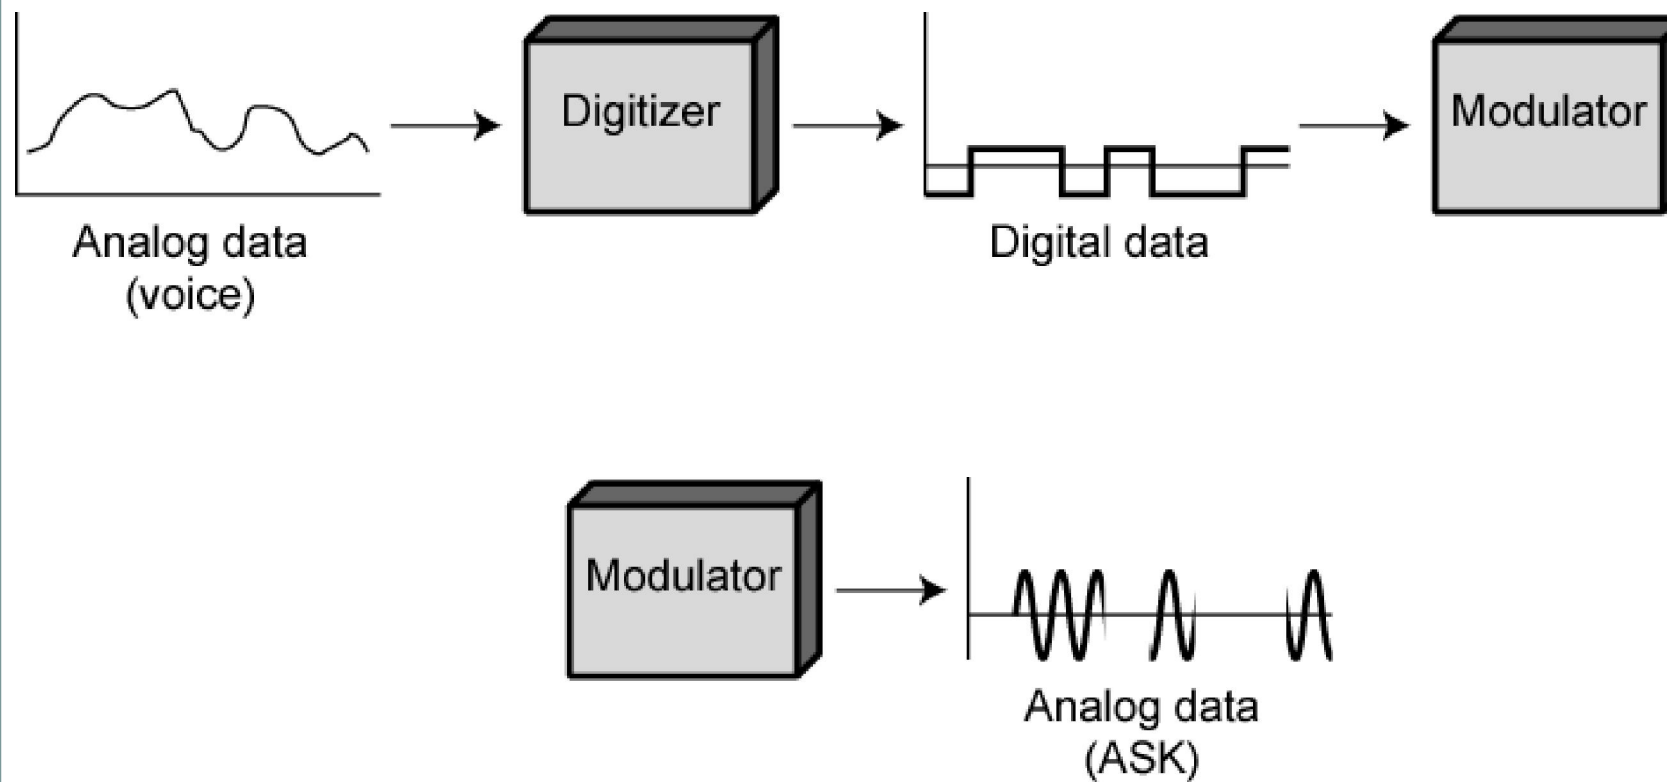 Digitizer
Modulator
Analog data
(voice)
Digital data
Modulator
Analog data
(ASK)